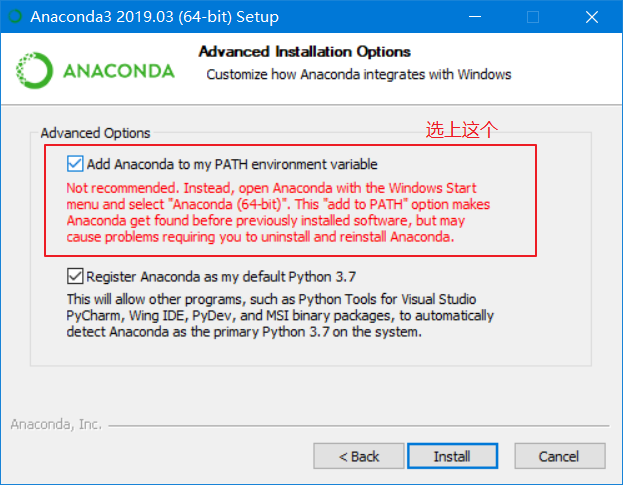 Anaconda3 2019.03 (64-bit) Setup
Advanced Installation Options
Customize how Anaconda integrates with Windows
ANACONDA
Advanced Options
选上这个
Add Anaconda to my PATH environment variable
Not recommended. Instead, open Anaconda with the Windows Start
menu and select "Anaconda (64-bit)". This "add to PATH" option makes
Anaconda get found before previously installed software, but may
cause problems requiring you to uninstall and reinstall Anaconda.
Register Anaconda as my default Python 3.7
This will allow other programs, such as Python Tools for Visual Studio
PyCharm, Wing IDE, PyDev, and MSI binary packages, to automatically
detect Anaconda as the primary Python 3.7 on the system.
Anaconda, Inc.
< Back
Install
Cancel